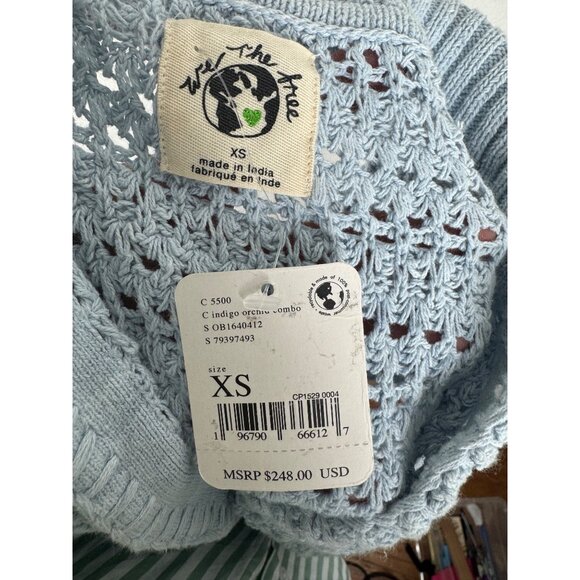 We The Free
XS
made in India
fabriqué en Inde
C 5500
C indigo orchid combo
S OB1640412
S 79397493
size
XS
CP1529 0004
1 96790 66612 7
MSRP $248.00 USD